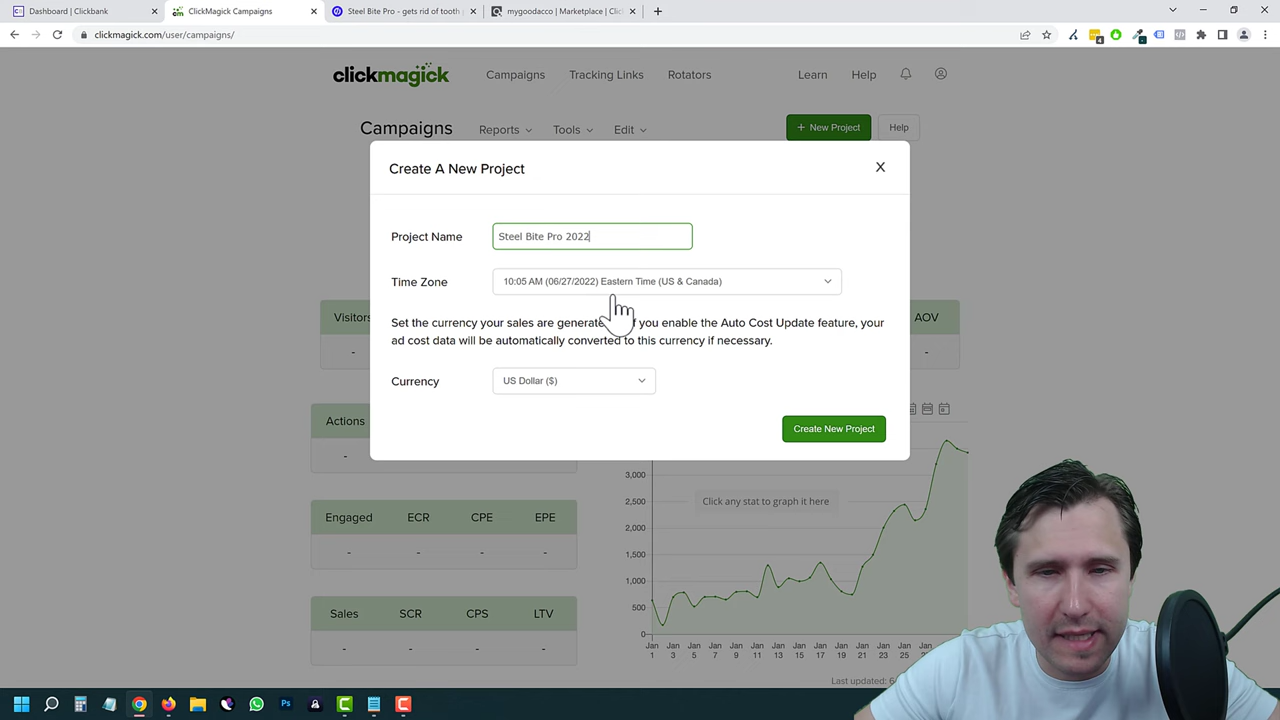 Dashboard | Clickbank
ClickMagick Campaigns
Steel Bite Pro - gets rid of tooth p
mygoodacco | Marketplace | Clic
clickmagick.com/user/campaigns/
4
clickmagick
Campaigns
Tracking Links
Rotators
Learn
Help
Campaigns
Reports
Tools
Edit
+ New Project
Help
Create A New Project
X
Project Name
Steel Bite Pro 2022
Time Zone
10:05 AM (06/27/2022) Eastern Time (US & Canada)
Set the currency your sales are generate you enable the Auto Cost Update feature, your
ad cost data will be automatically converted to this currency if necessary.
Currency
US Dollar ($)
Create New Project
Visitors
AOV
-
-
Actions
-
Engaged ECR CPE EPE
- - - -
Sales SCR CPS LTV
- - - -
3,000
2,500
2,000
1,500
1,000
500
0
Click any stat to graph it here
Jan Jan Jan Jan Jan Jan Jan Jan Jan Jan Jan Jan Jan
1 3 5 7 9 11 13 15 17 19 21 23 25
Last updated: 6
Ps